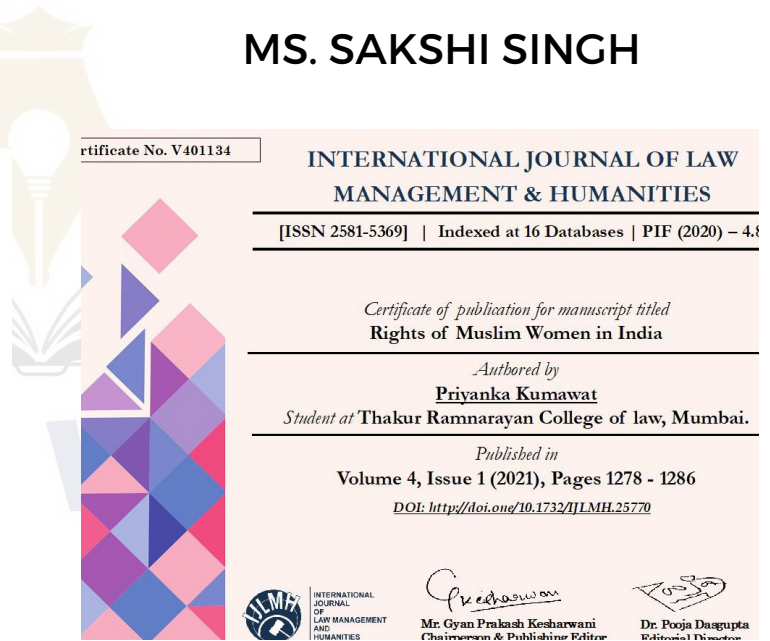 MS. SAKSHI SINGH
rtificate No. V401134
INTERNATIONAL JOURNAL OF LAW
MANAGEMENT & HUMANITIES
[ISSN 2581-5369] | Indexed at 16 Databases | PIF (2020) – 4.8
Certificate of publication for manuscript titled
Rights of Muslim Women in India
Authored by
Priyanka Kumawat
Student at Thakur Ramnarayan College of law, Mumbai.
Published in
Volume 4, Issue 1 (2021), Pages 1278 - 1286
DOI: http://doi.one/10.1732/IJLMH.25770
IJLMH
INTERNATIONAL
JOURNAL
OF
LAW MANAGEMENT
AND
HUMANITIES
Mr. Gyan Prakash Kesharwani
Chairperson & Publishing Editor
Pooja
Dr. Pooja Dasgupta
Editorial Director